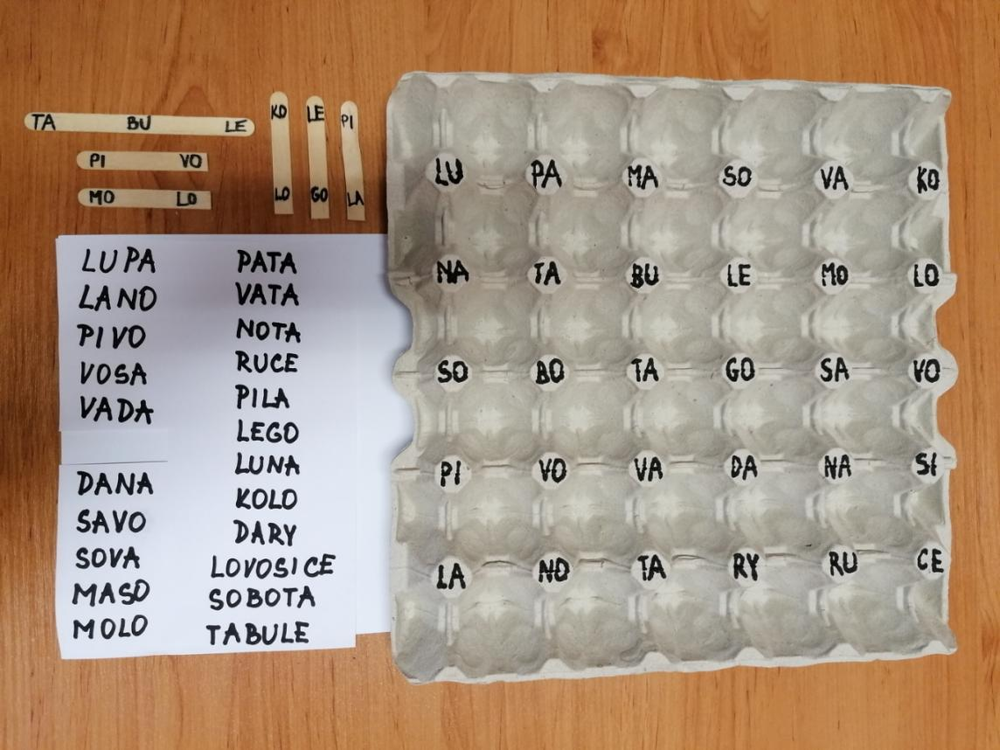 TA BU LE
PI VO
MO LO
KO LO
LE GO
PI LA
LUPA
LANO
PIVO
VOSA
VADA
DANA
SAVO
SOVA
MASO
MOLO
PATA
VATA
NOTA
RUCE
PILA
LEGO
LUNA
KOLO
DARY
LOVOSICE
SOBOTA
TABULE
LU PA MA SO VA KO
NA TA BU LE MO LO
SO BO TA GO SA VO
PI VO VA DA NA SI
LA NO TA RY RU CE